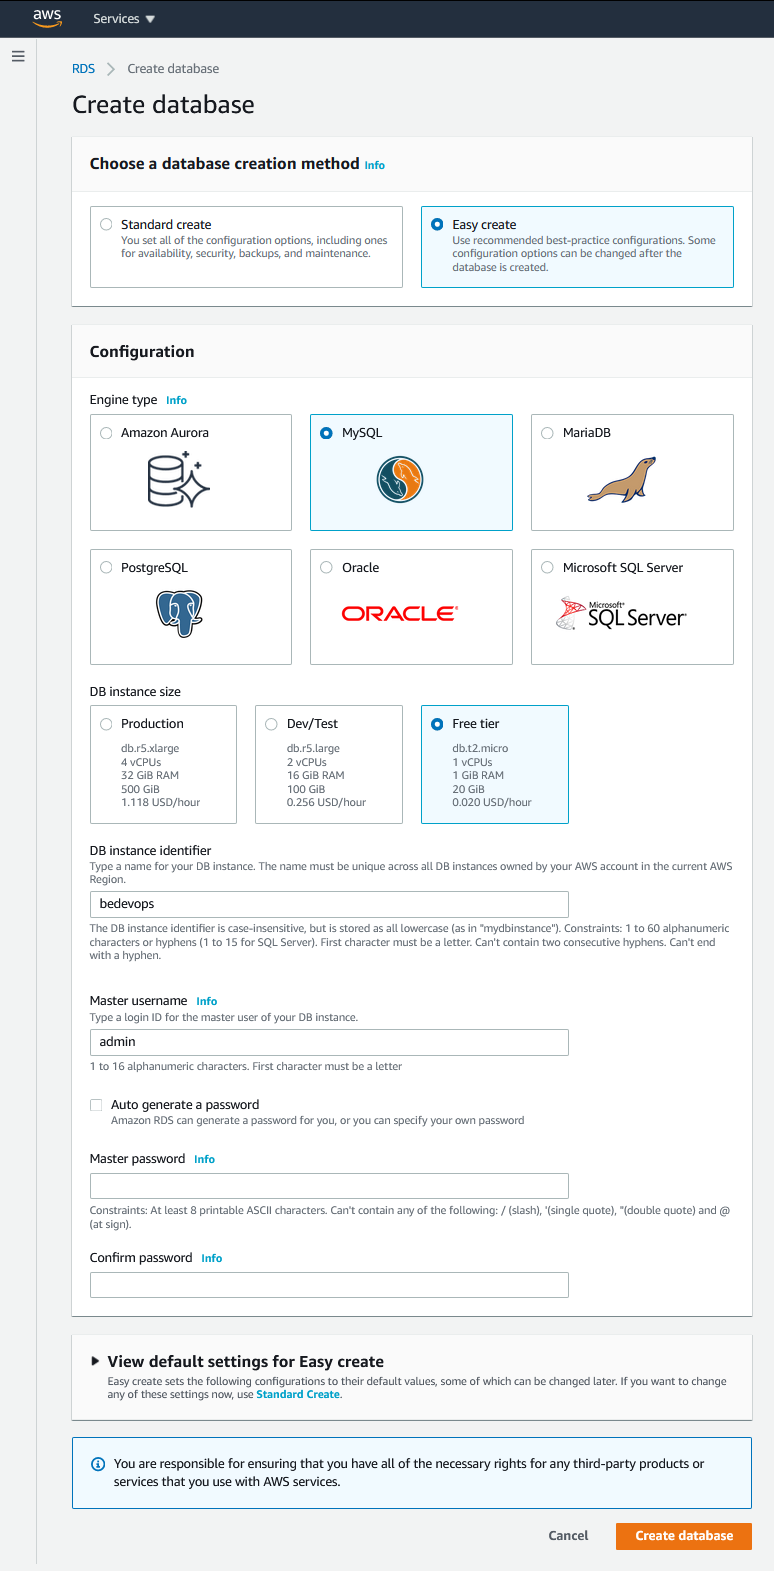 aws
Services
RDS
Create database
Create database
Choose a database creation method Info
Standard create
You set all of the configuration options, including ones
for availability, security, backups, and maintenance.
Easy create
Use recommended best-practice configurations. Some
configuration options can be changed after the
database is created.
Configuration
Engine type Info
Amazon Aurora
MySQL
MariaDB
PostgreSQL
Oracle
ORACLE®
Microsoft SQL Server
Microsoft®
SQL Server®
DB instance size
Production
db.r5.xlarge
4 vCPUs
32 GiB RAM
500 GiB
1.118 USD/hour
Dev/Test
db.r5.large
2 vCPUs
16 GiB RAM
100 GiB
0.256 USD/hour
Free tier
db.t2.micro
1 vCPUs
1 GiB RAM
20 GiB
0.020 USD/hour
DB instance identifier
Type a name for your DB instance. The name must be unique across all DB instances owned by your AWS account in the current AWS
Region.
bedevops
The DB instance identifier is case-insensitive, but is stored as all lowercase (as in "mydbinstance"). Constraints: 1 to 60 alphanumeric
characters or hyphens (1 to 15 for SQL Server). First character must be a letter. Can't contain two consecutive hyphens. Can't end
with a hyphen.
Master username Info
Type a login ID for the master user of your DB instance.
admin
1 to 16 alphanumeric characters. First character must be a letter
Auto generate a password
Amazon RDS can generate a password for you, or you can specify your own password
Master password Info
Constraints: At least 8 printable ASCII characters. Can't contain any of the following: / (slash), '(single quote), "(double quote) and @
(at sign).
Confirm password Info
View default settings for Easy create
Easy create sets the following configurations to their default values, some of which can be changed later. If you want to change
any of these settings now, use Standard Create.
You are responsible for ensuring that you have all of the necessary rights for any third-party products or
services that you use with AWS services.
Cancel
Create database